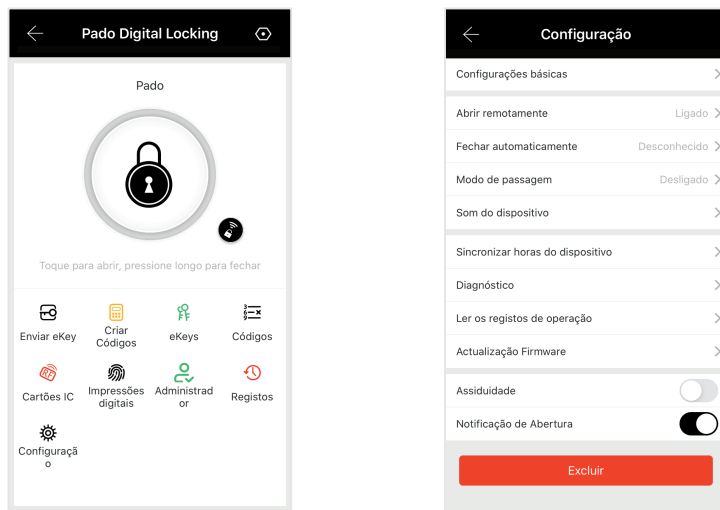 Pado Digital Locking
Pado
Toque para abrir, pressione longo para fechar
Enviar eKey
Criar
Códigos
eKeys
Códigos
Cartões IC
Impressões
digitais
Administrad
or
Registos
Configuraçã
o
Configuração
Configurações básicas
Abrir remotamente Ligado
Fechar automaticamente Desconhecido
Modo de passagem Desligado
Som do dispositivo
Sincronizar horas do dispositivo
Diagnóstico
Ler os registos de operação
Actualização Firmware
Assiduidade
Notificação de Abertura
Excluir